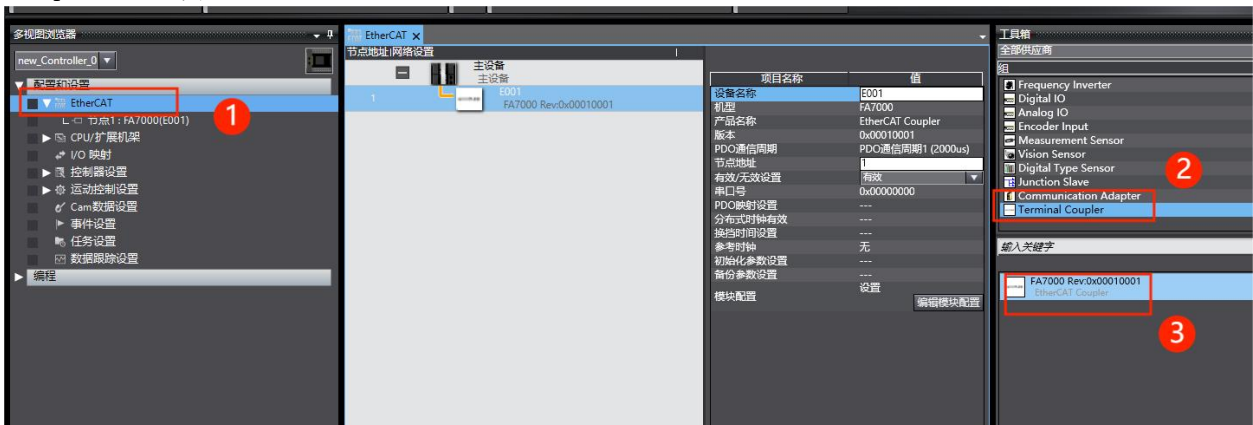 多视图浏览器
new_Controller_0
配置和设置
EtherCAT
1
节点1 : FA7000(E001)
CPU/扩展机架
I/O 映射
控制器设置
运动控制设置
Cam数据设置
事件设置
任务设置
数据跟踪设置
编程
EtherCAT
节点地址|网络设置
主设备
主设备
1
E001
FA7000 Rev:0x00010001
项目名称 值
设备名称 E001
机型 FA7000
产品名称 EtherCAT Coupler
版本 0x00010001
PDO通信周期 PDO通信周期1 (2000us)
节点地址 1
有效/无效设置 有效
串口号 0x00000000
PDO映射设置 ---
分布式时钟有效 ---
换挡时间设置 ---
参考时钟 无
初始化参数设置 ---
备份参数设置 ---
模块配置 设置
编辑模块配置
工具箱
全部供应商
组
Frequency Inverter
Digital IO
Analog IO
Encoder Input
Measurement Sensor
Vision Sensor
Digital Type Sensor
Junction Slave
Communication Adapter
Terminal Coupler
2
输入关键字
FA7000 Rev:0x00010001
EtherCAT Coupler
3